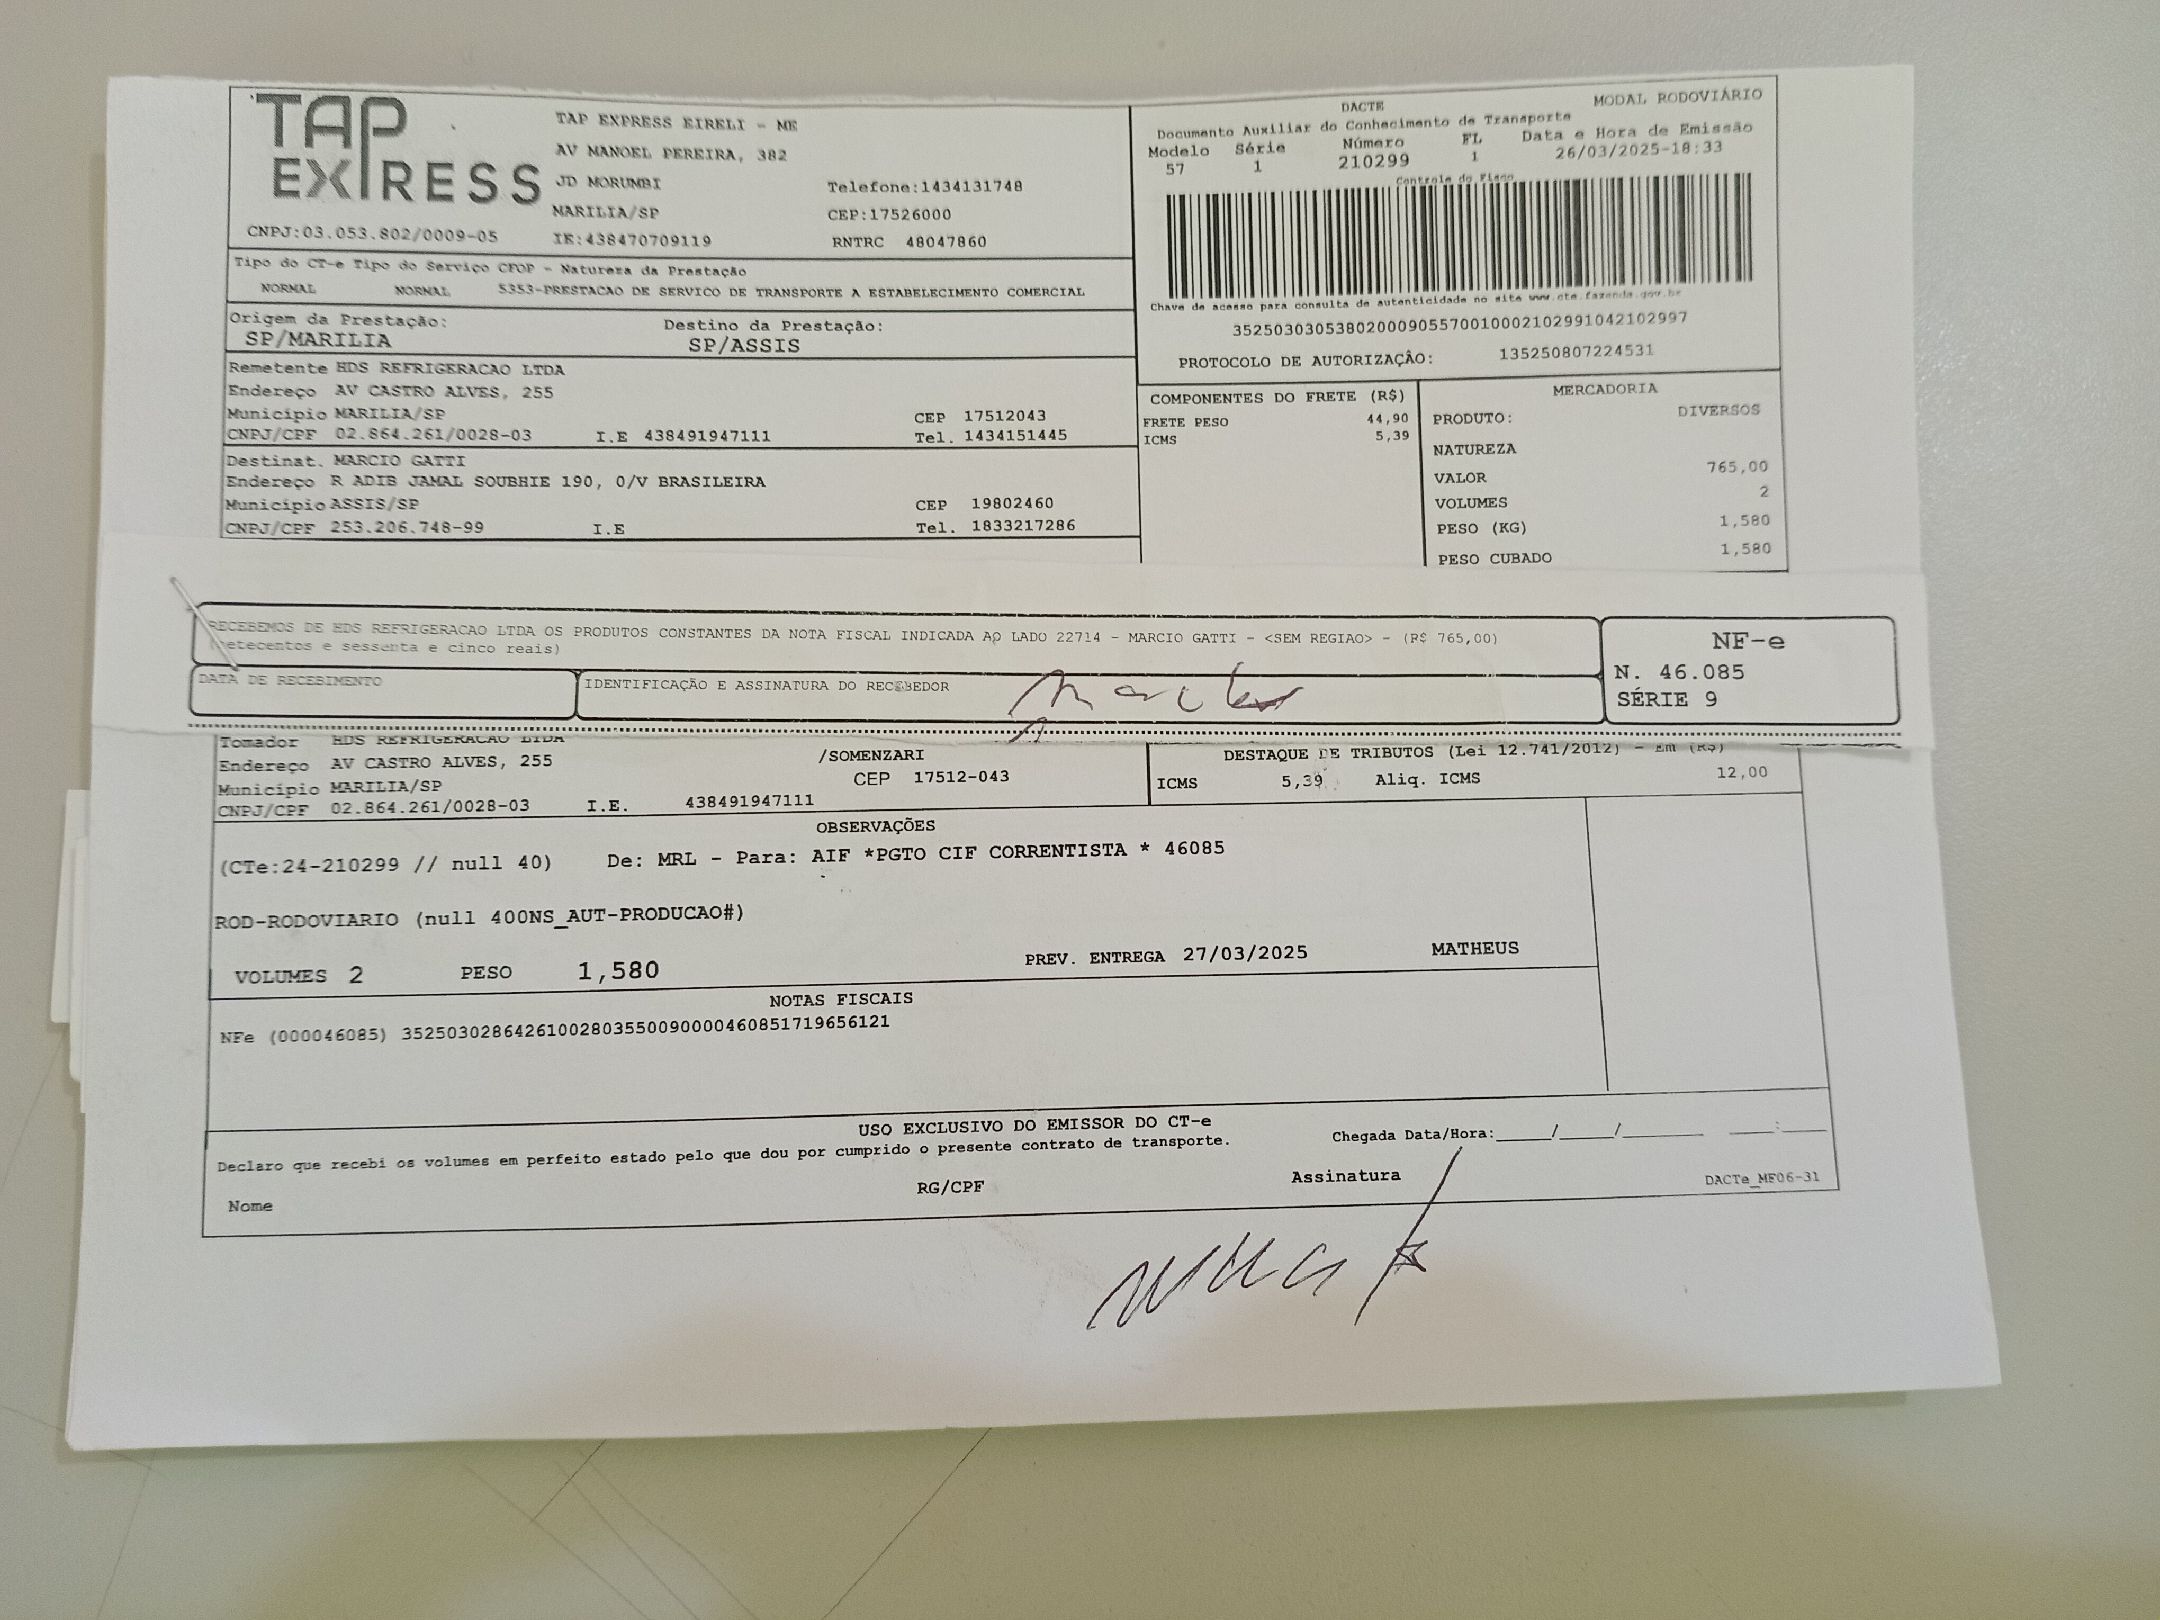 TAP
EXPRESS
TAP EXPRESS EIRELI - ME
AV MANOEL PEREIRA, 382
JD MORUMBI Telefone:1434131748
MARILIA/SP CEP:17526000
CNPJ:03.053.802/0009-05 IE:438470709119 RNTRC 48047860
DACTE MODAL RODOVIÁRIO
Documento Auxiliar do Conhecimento de Transporte
Modelo Série Número FL Data e Hora de Emissão
57 1 210299 1 26/03/2025-18:33
Controle do Fisco
Chave de acesso para consulta de autenticidade no site www.cte.fazenda.gov.br
35250303053802000905570010002102991042102997
PROTOCOLO DE AUTORIZAÇÂO: 135250807224531
Tipo do CT-e Tipo do Serviço CFOP - Natureza da Prestação
NORMAL NORMAL 5353-PRESTACAO DE SERVICO DE TRANSPORTE A ESTABELECIMENTO COMERCIAL
Origem da Prestação: Destino da Prestação:
SP/MARILIA SP/ASSIS
Remetente HDS REFRIGERACAO LTDA
Endereço AV CASTRO ALVES, 255
Município MARILIA/SP CEP 17512043
CNPJ/CPF 02.864.261/0028-03 I.E 438491947111 Tel. 1434151445
Destinat. MARCIO GATTI
Endereço R ADIB JAMAL SOUBHIE 190, 0/V BRASILEIRA
Município ASSIS/SP CEP 19802460
CNPJ/CPF 253.206.748-99 I.E Tel. 1833217286
COMPONENTES DO FRETE (R$)
FRETE PESO 44,90
ICMS 5,39
MERCADORIA
PRODUTO: DIVERSOS
NATUREZA
VALOR 765,00
VOLUMES 2
PESO (KG) 1,580
PESO CUBADO 1,580
RECEBEMOS DE HDS REFRIGERACAO LTDA OS PRODUTOS CONSTANTES DA NOTA FISCAL INDICADA AO LADO 22714 - MARCIO GATTI - <SEM REGIAO> - (R$ 765,00)
etecentos e sessenta e cinco reais)
DATA DE RECEBIMENTO IDENTIFICAÇÃO E ASSINATURA DO RECEBEDOR
NF-e
N. 46.085
SÉRIE 9
Tomador HDS REFRIGERACAO LTDA
Endereço AV CASTRO ALVES, 255 /SOMENZARI
Município MARILIA/SP CEP 17512-043
CNPJ/CPF 02.864.261/0028-03 I.E. 438491947111
DESTAQUE DE TRIBUTOS (Lei 12.741/2012) - Em (R$)
ICMS 5,39 Aliq. ICMS 12,00
OBSERVAÇÕES
(CTe:24-210299 // null 40) De: MRL - Para: AIF *PGTO CIF CORRENTISTA * 46085
ROD-RODOVIARIO (null 400NS_AUT-PRODUCAO#)
VOLUMES 2 PESO 1,580 PREV. ENTREGA 27/03/2025 MATHEUS
NOTAS FISCAIS
NFe (000046085) 35250302864261002803550090000460851719656121
USO EXCLUSIVO DO EMISSOR DO CT-e
Declaro que recebi os volumes em perfeito estado pelo que dou por cumprido o presente contrato de transporte.
Chegada Data/Hora:_____/_____/_______ ____:____
Nome RG/CPF Assinatura DACTe_MF06-31